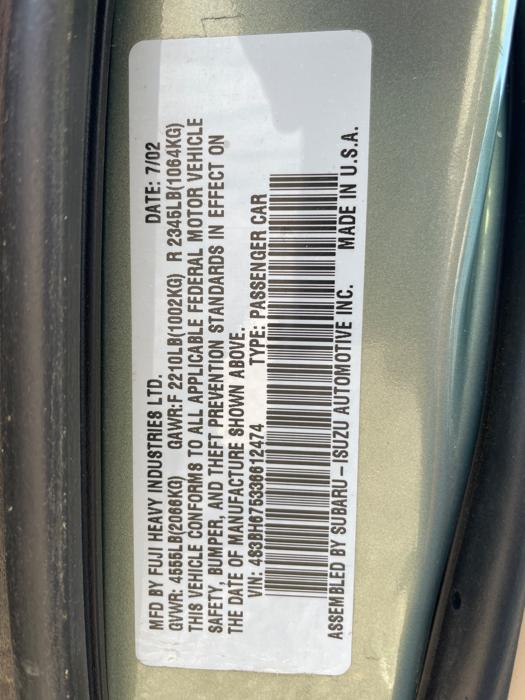 MFD BY FUJI HEAVY INDUSTRIES LTD. DATE: 7/02
GVWR: 4555LB(2066KG) GAWR:F 2210LB(1002KG) R 2345LB(1064KG)
THIS VEHICLE CONFORMS TO ALL APPLICABLE FEDERAL MOTOR VEHICLE
SAFETY, BUMPER, AND THEFT PREVENTION STANDARDS IN EFFECT ON
THE DATE OF MANUFACTURE SHOWN ABOVE.
VIN: 4S3BH675336612474 TYPE: PASSENGER CAR
ASSEMBLED BY SUBARU-ISUZU AUTOMOTIVE INC. MADE IN U.S.A.